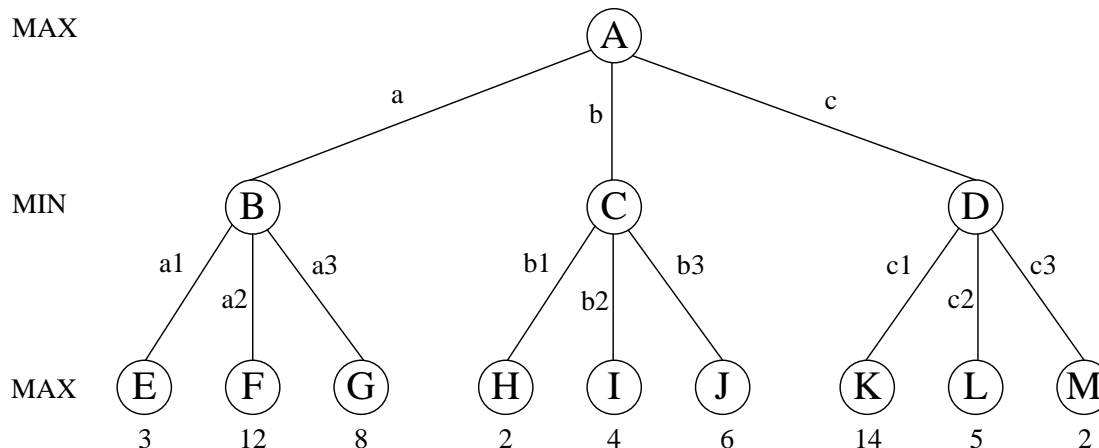 MAX A
a b c
MIN B C D
a1 a2 a3 b1 b2 b3 c1 c2 c3
MAX E F G H I J K L M
3 12 8 2 4 6 14 5 2